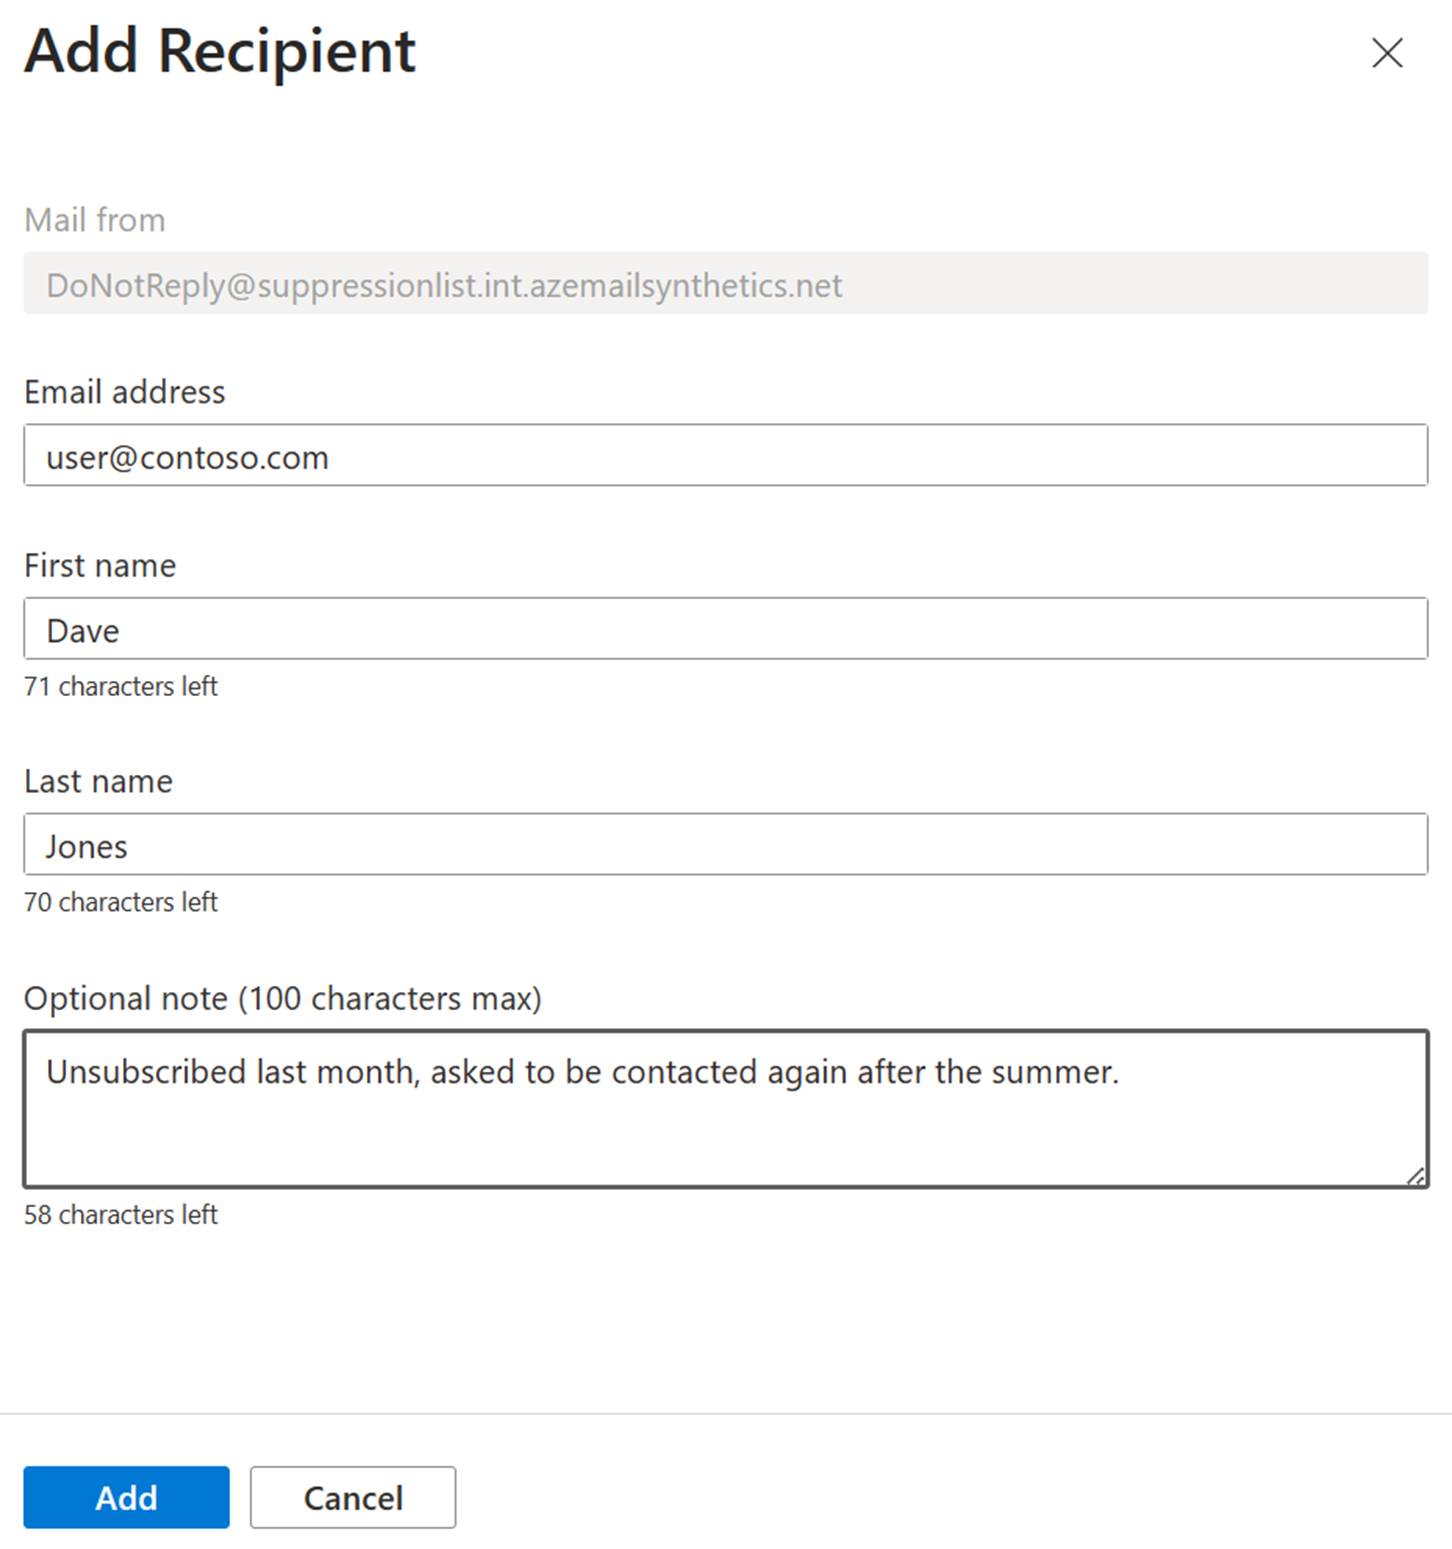 Add Recipient
Mail from
DoNotReply@suppressionlist.int.azemailsynthetics.net
Email address
user@contoso.com
First name
Dave
71 characters left
Last name
Jones
70 characters left
Optional note (100 characters max)
Unsubscribed last month, asked to be contacted again after the summer.
58 characters left
Add
Cancel